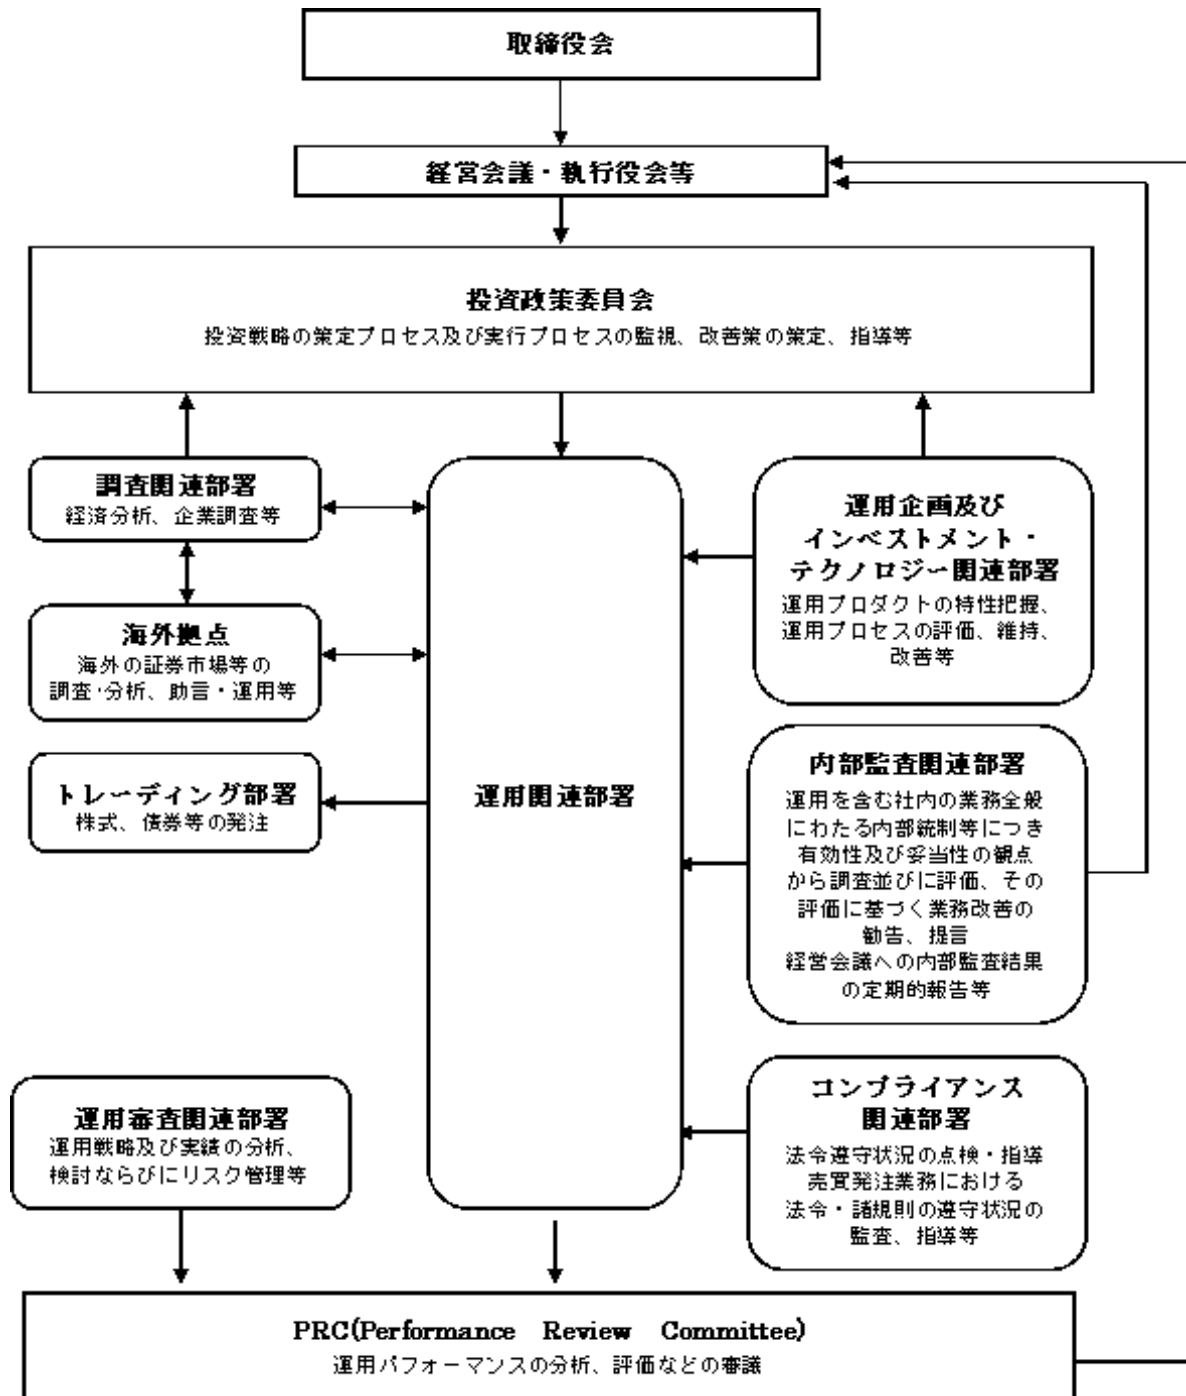 取締役会
経営会議・執行役会等
投資政策委員会
投資戦略の策定プロセス及び実行プロセスの監視、改善策の策定、指導等
調査関連部署
経済分析、企業調査等
海外拠点
海外の証券市場等の
調査・分析、助言・運用等
トレーディング部署
株式、債券等の発注
運用関連部署
運用企画及び
インベストメント・
テクノロジー関連部署
運用プロダクトの特性把握、
運用プロセスの評価、維持、
改善等
内部監査関連部署
運用を含む社内の業務全般
にわたる内部統制等につき
有効性及び妥当性の観点
から調査並びに評価、その
評価に基づく業務改善の
勧告、提言
経営会議への内部監査結果
の定期的報告等
コンプライアンス
関連部署
法令遵守状況の点検・指導
売買発注業務における
法令・諸規則の遵守状況の
監査、指導等
運用審査関連部署
運用戦略及び実績の分析、
検討ならびにリスク管理等
PRC(Performance Review Committee)
運用パフォーマンスの分析、評価などの審議